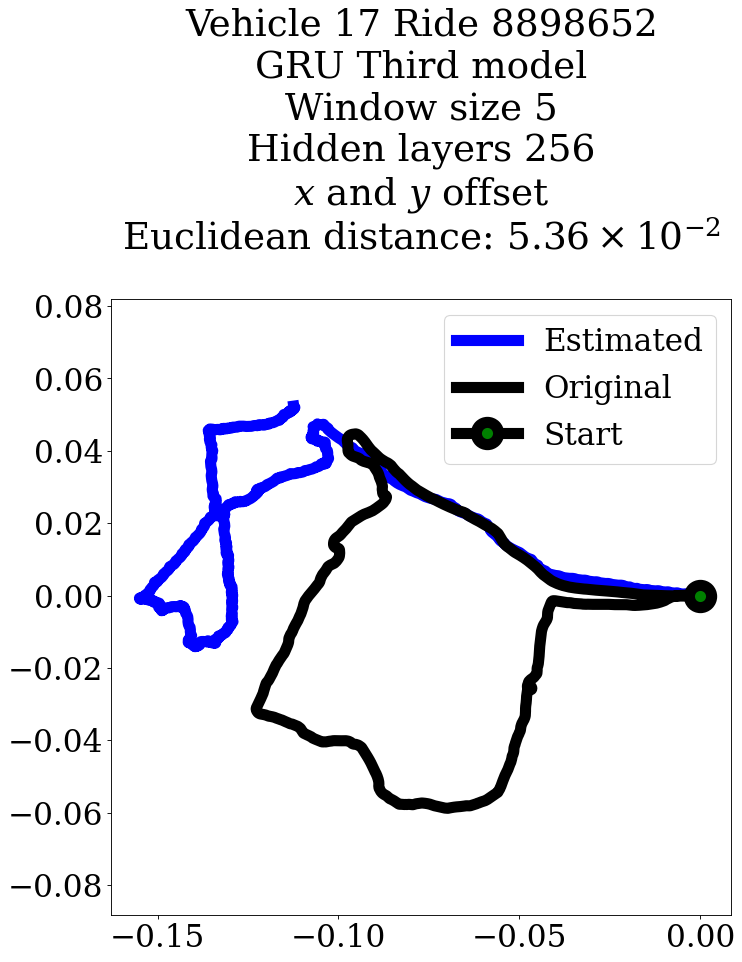 Vehicle 17 Ride 8898652
GRU Third model
Window size 5
Hidden layers 256
x and y offset
Euclidean distance: 5.36 × 10⁻²
0.08
Estimated
0.06
Original
0.04
Start
0.02
0.00
−0.02
−0.04
−0.06
−0.08
−0.15 −0.10 −0.05 0.00